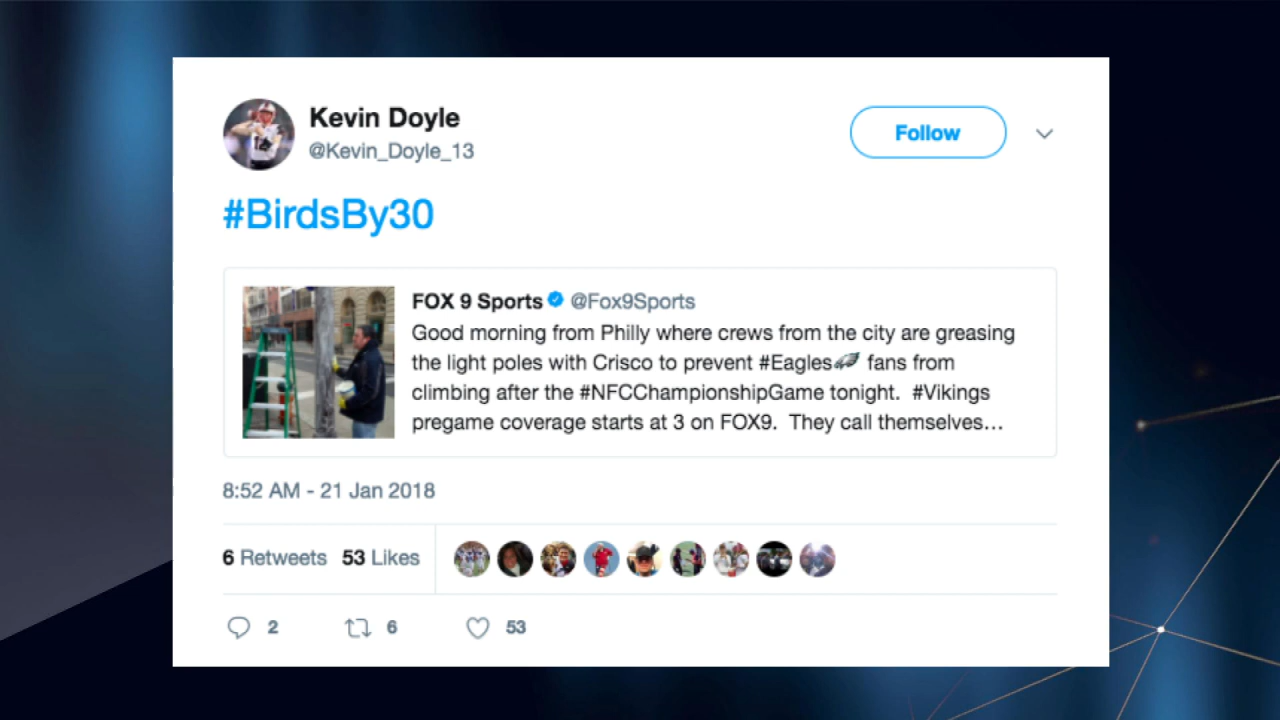 Kevin Doyle
@Kevin_Doyle_13
Follow
#BirdsBy30
FOX 9 Sports @Fox9Sports
Good morning from Philly where crews from the city are greasing
the light poles with Crisco to prevent #Eagles fans from
climbing after the #NFCChampionshipGame tonight. #Vikings
pregame coverage starts at 3 on FOX9. They call themselves...
8:52 AM - 21 Jan 2018
6 Retweets 53 Likes
2 6 53